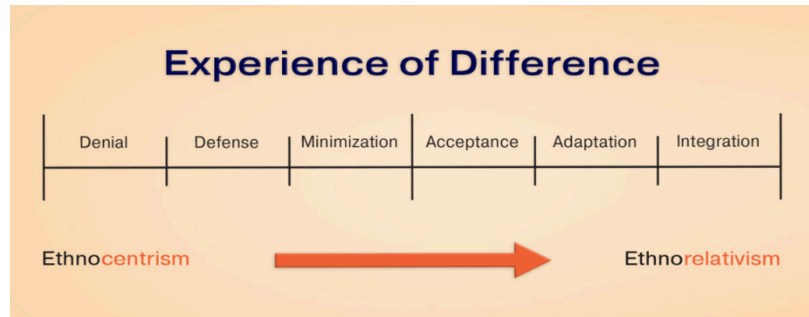 Experience of Difference
Denial Defense Minimization Acceptance Adaptation Integration
Ethnocentrism Ethnorelativism